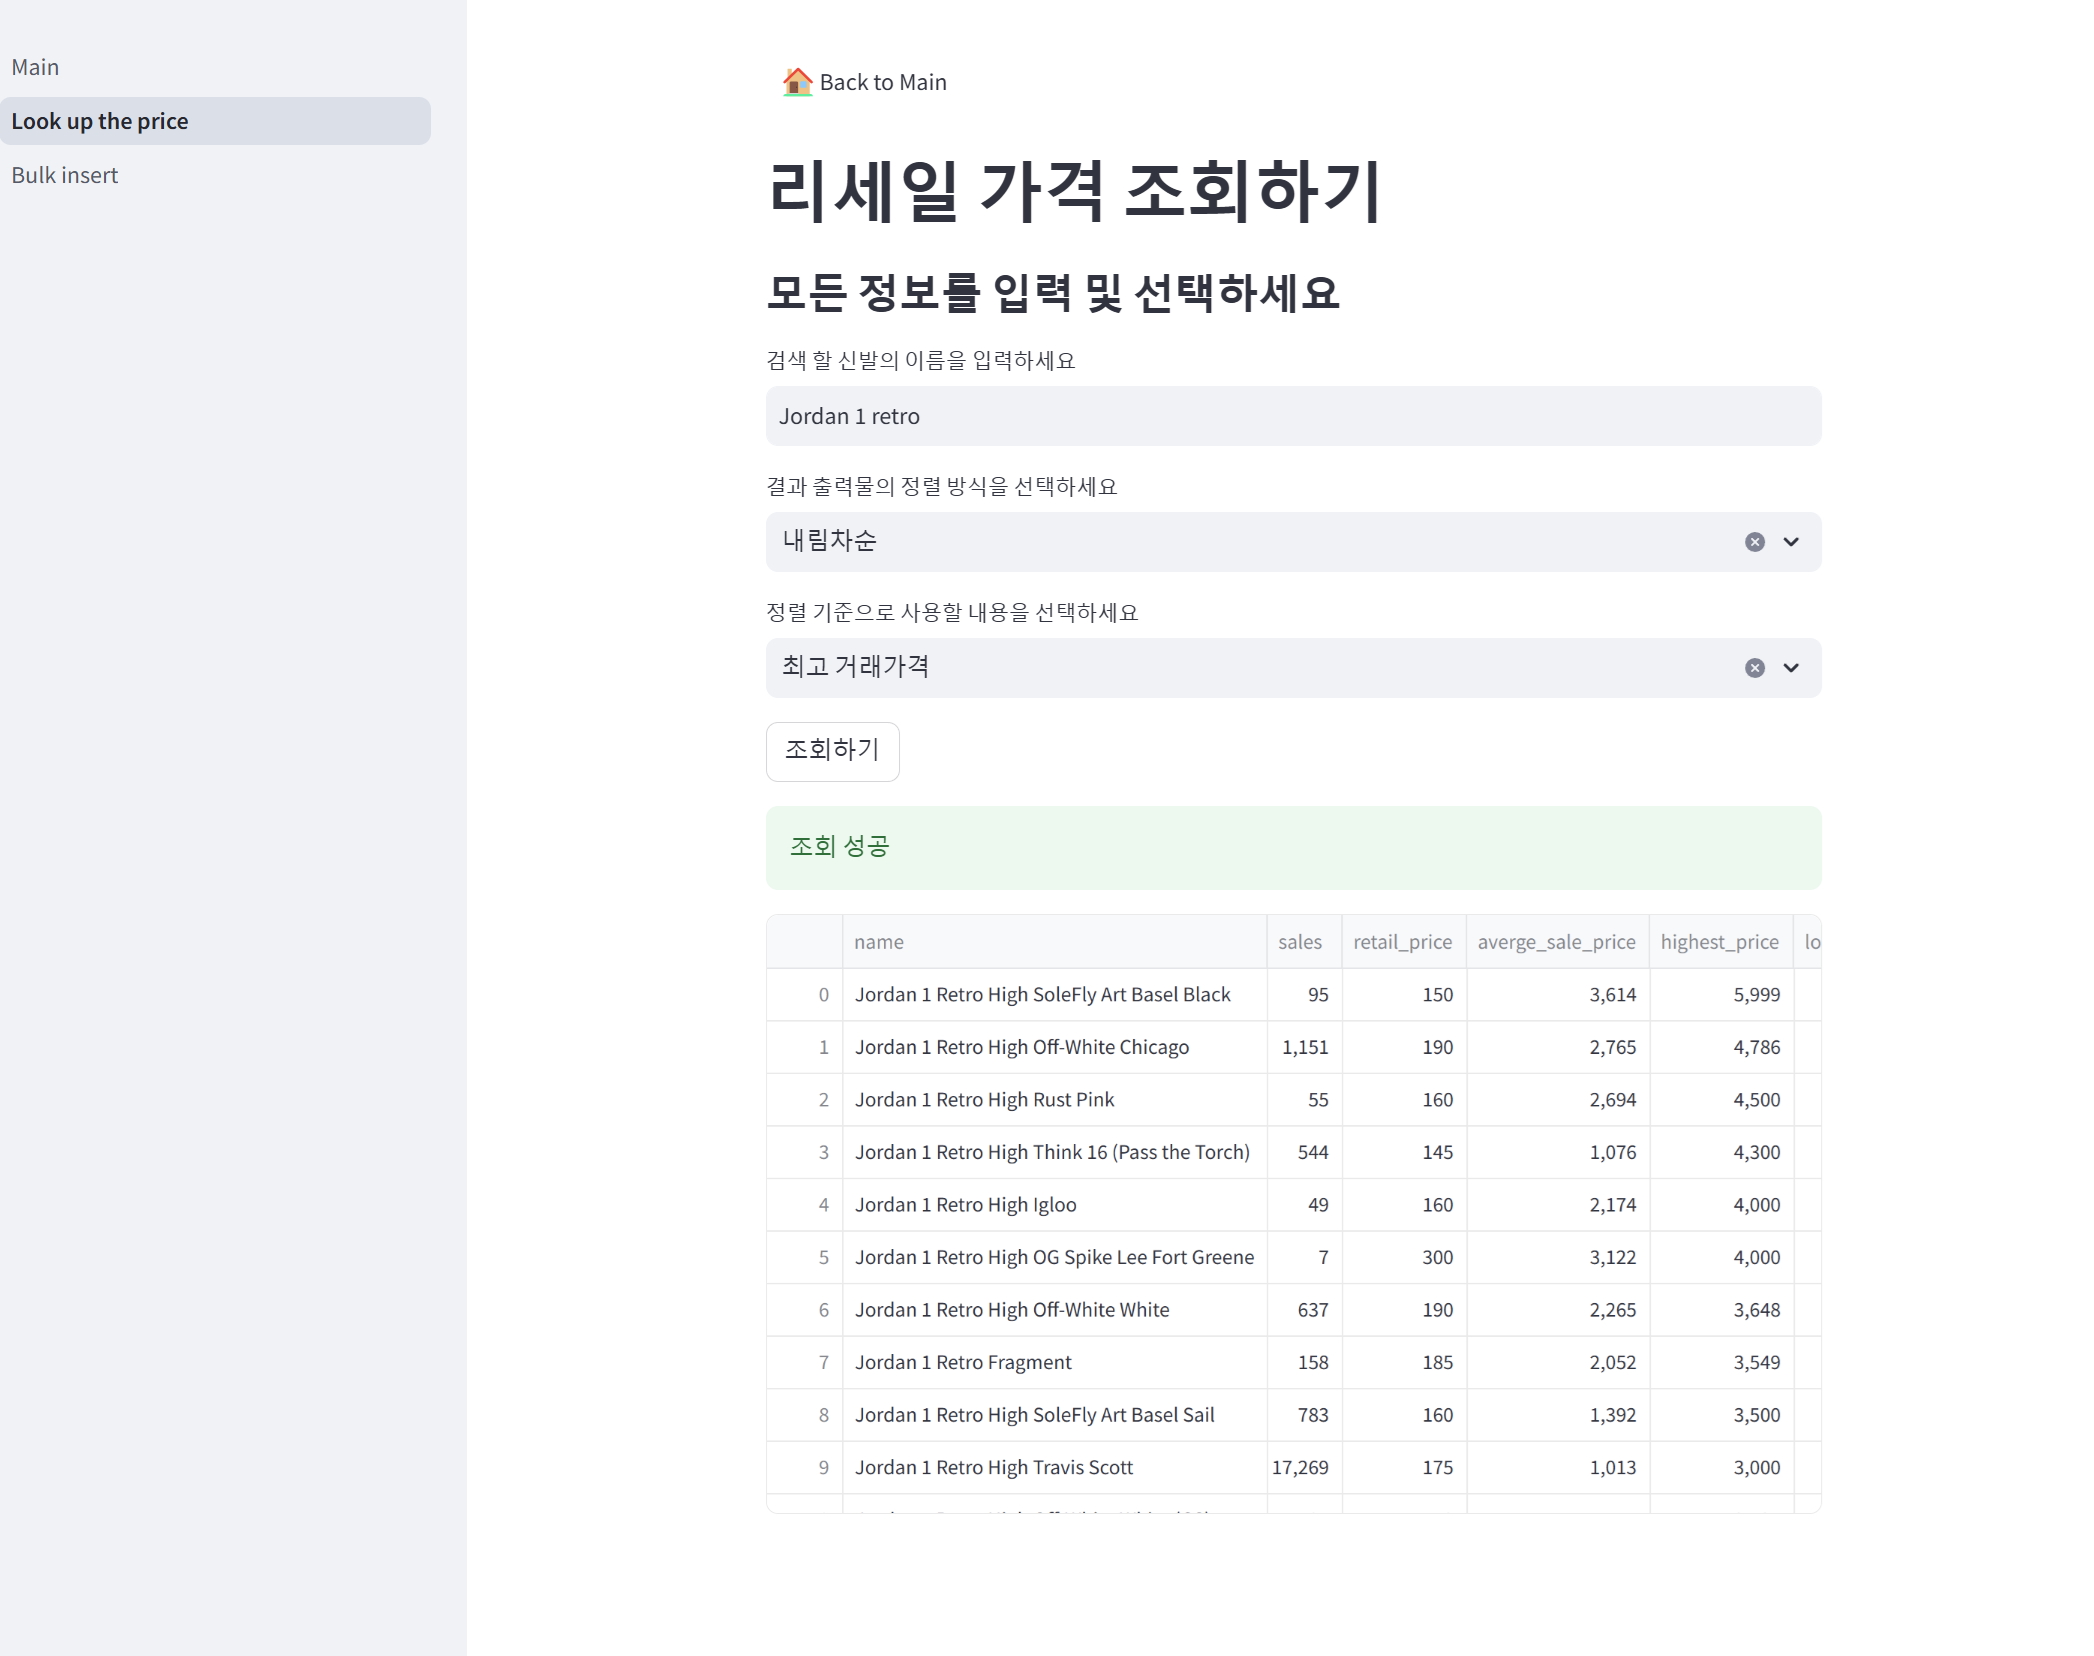 Main
Look up the price
Bulk insert
Back to Main
리세일 가격 조회하기
모든 정보를 입력 및 선택하세요
검색 할 신발의 이름을 입력하세요
Jordan 1 retro
결과 출력물의 정렬 방식을 선택하세요
내림차순
정렬 기준으로 사용할 내용을 선택하세요
최고 거래가격
조회하기
조회 성공
name sales retail_price averge_sale_price highest_price lo
0 Jordan 1 Retro High SoleFly Art Basel Black 95 150 3,614 5,999
1 Jordan 1 Retro High Off-White Chicago 1,151 190 2,765 4,786
2 Jordan 1 Retro High Rust Pink 55 160 2,694 4,500
3 Jordan 1 Retro High Think 16 (Pass the Torch) 544 145 1,076 4,300
4 Jordan 1 Retro High Igloo 49 160 2,174 4,000
5 Jordan 1 Retro High OG Spike Lee Fort Greene 7 300 3,122 4,000
6 Jordan 1 Retro High Off-White White 637 190 2,265 3,648
7 Jordan 1 Retro Fragment 158 185 2,052 3,549
8 Jordan 1 Retro High SoleFly Art Basel Sail 783 160 1,392 3,500
9 Jordan 1 Retro High Travis Scott 17,269 175 1,013 3,000